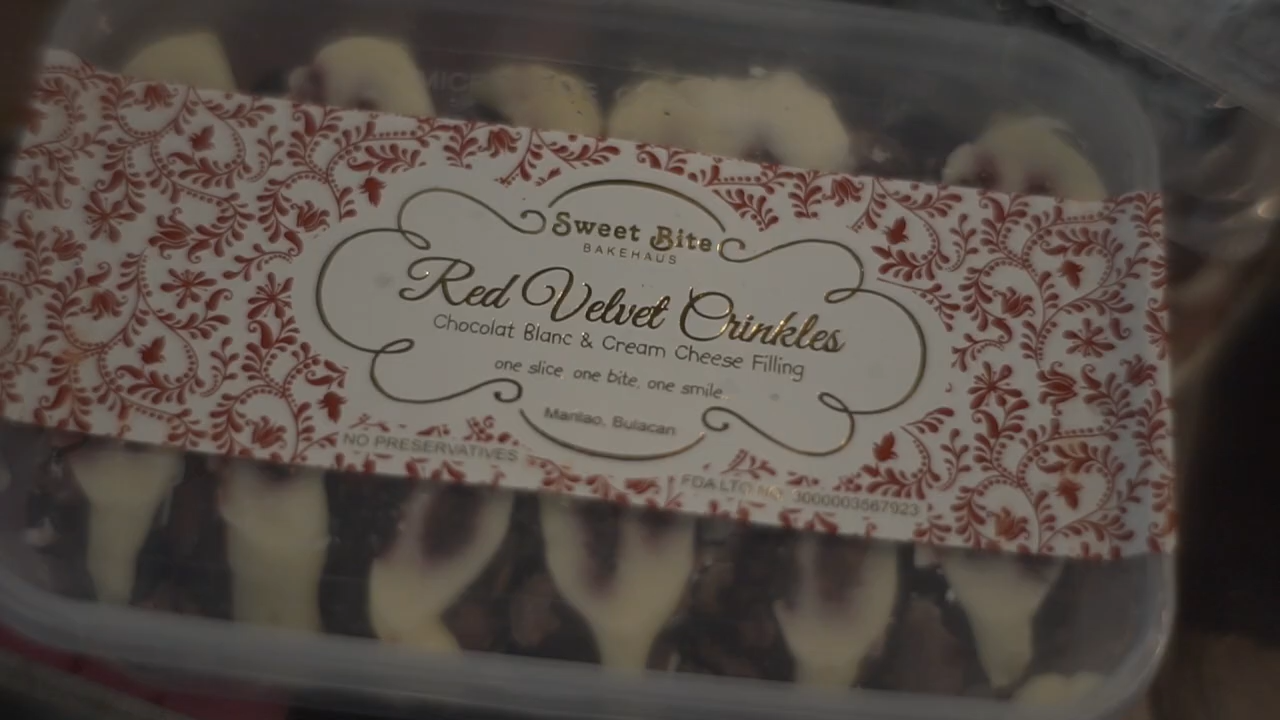 Sweet Bite
BAKEHAUS
Red Velvet Crinkles
Chocolat Blanc & Cream Cheese Filling
one slice, one bite, one smile
Bulacan
NO PRESERVATIVES
FDA LTO No. 3000003567923